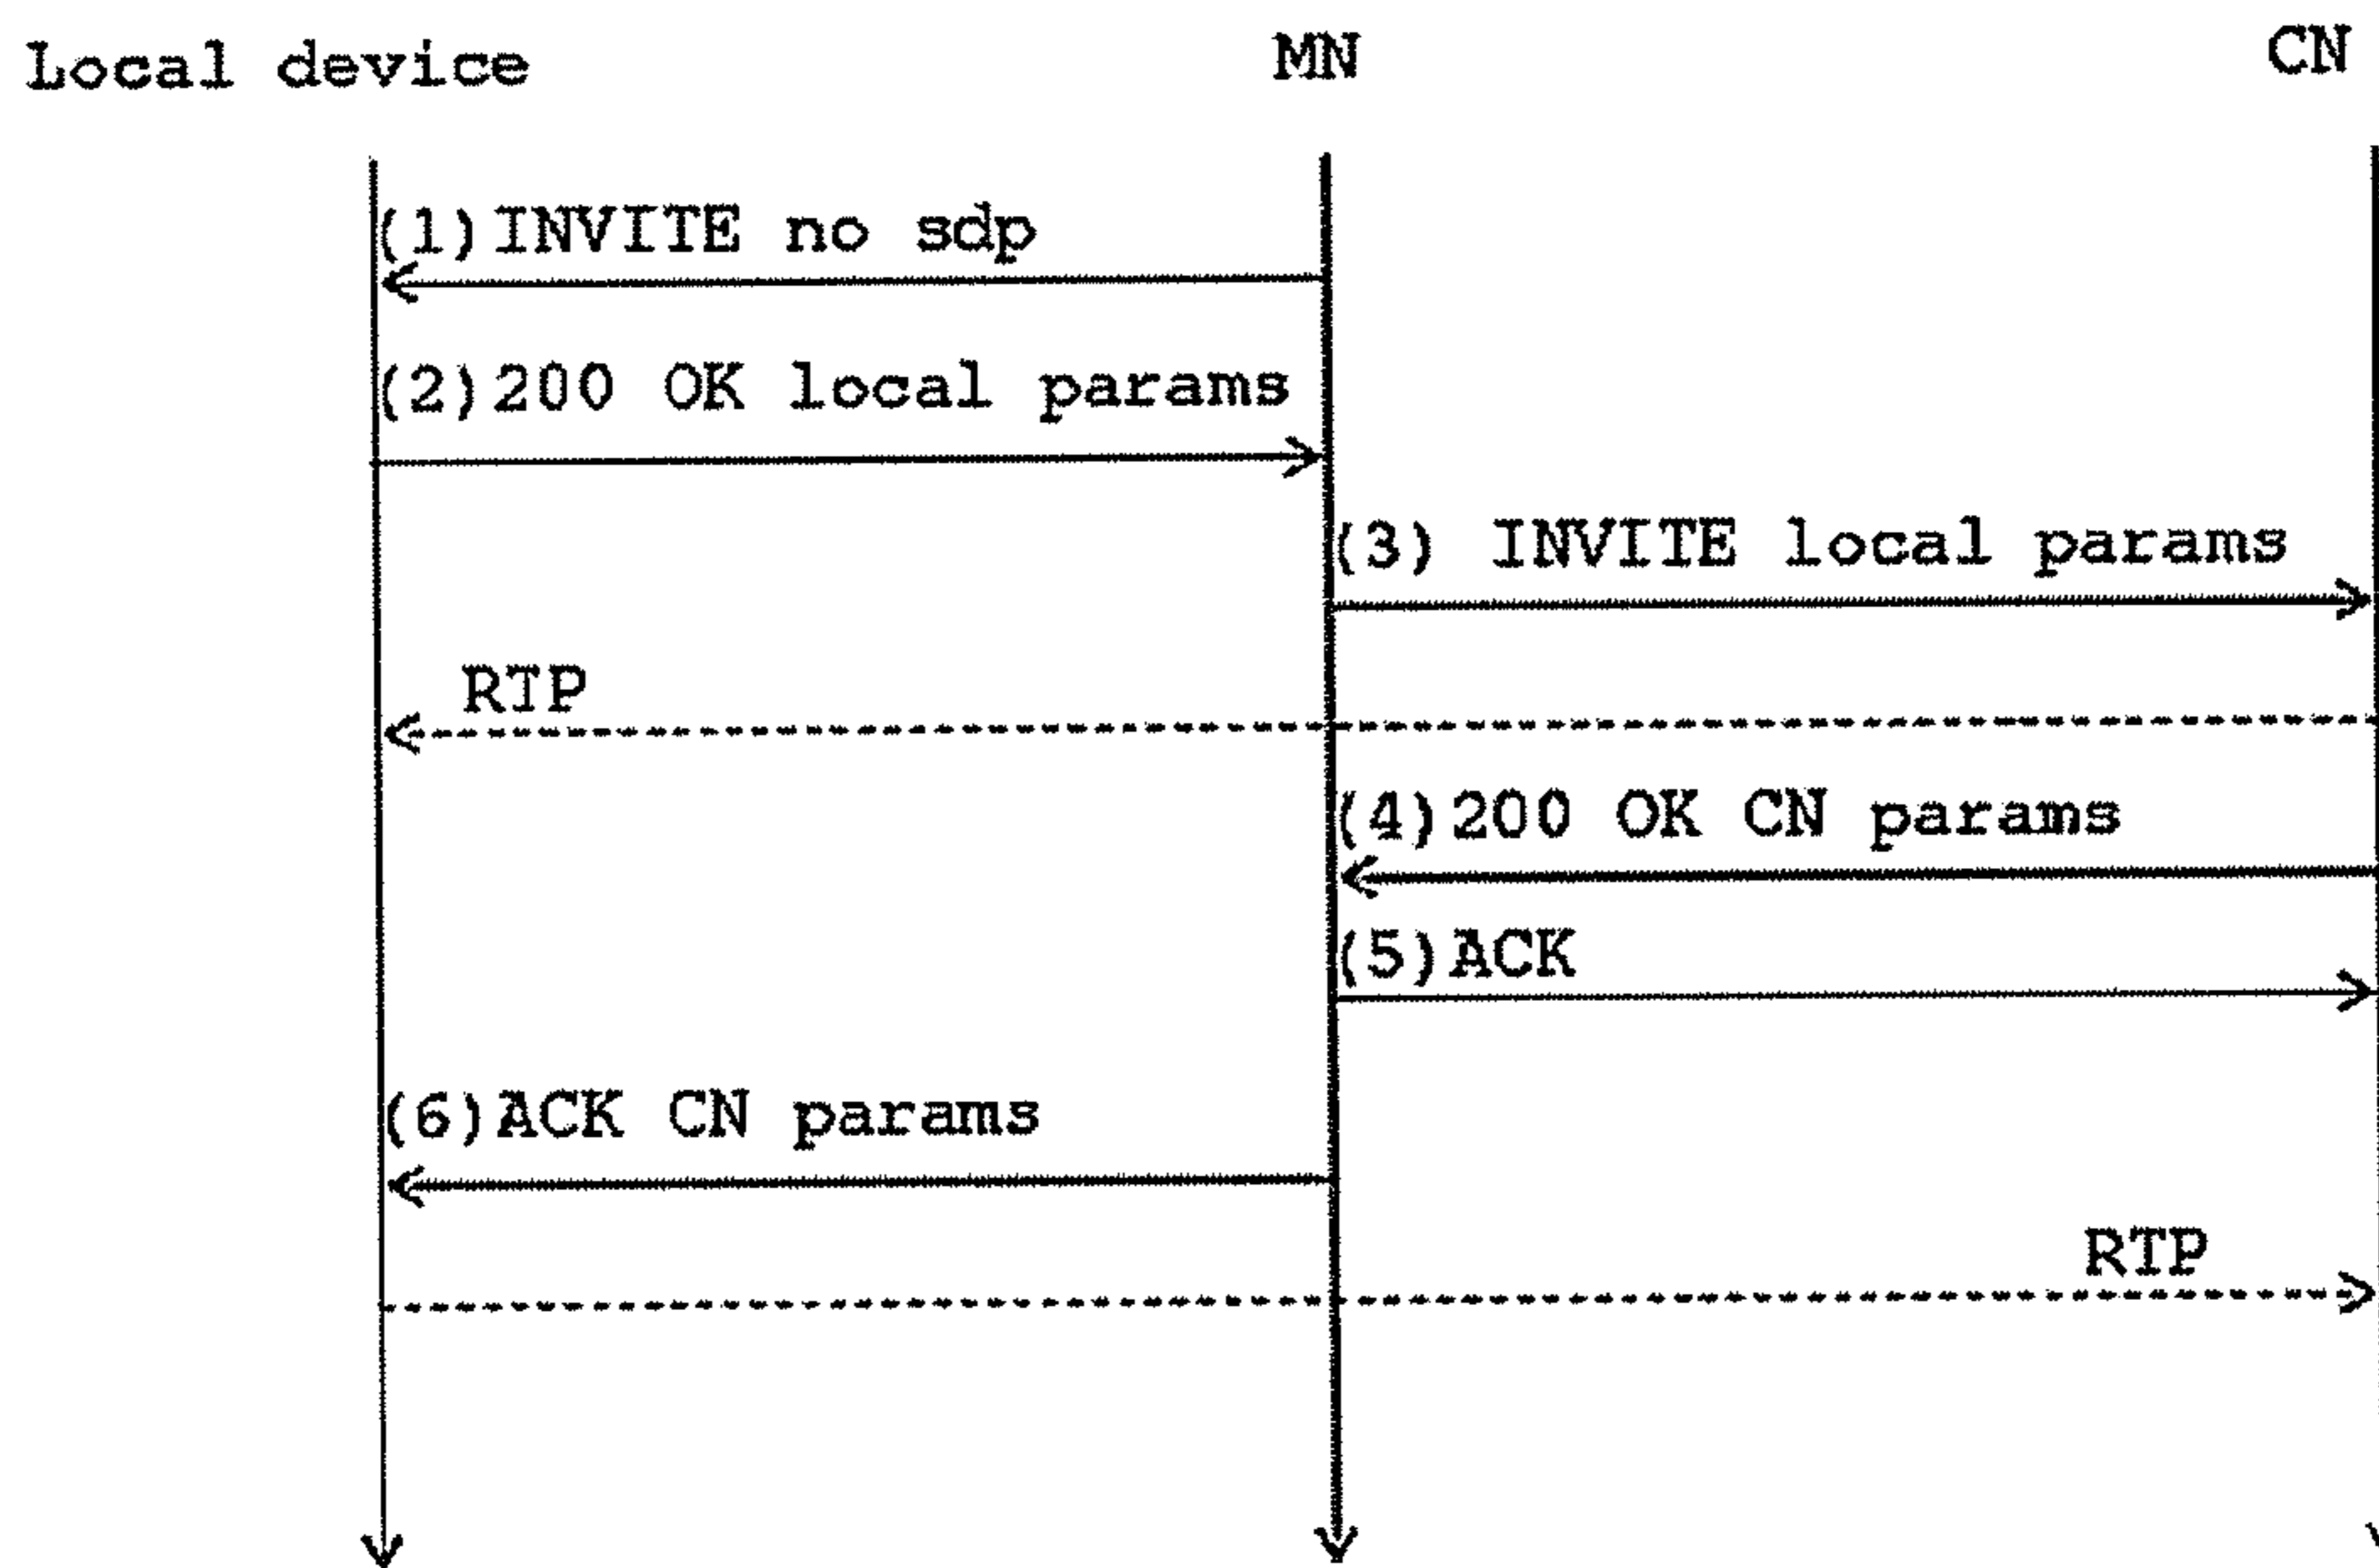 Local device MN CN
(1)INVITE no sdp
(2)200 OK local params
(3) INVITE local params
RTP
(4)200 OK CN params
(5)ACK
(6)ACK CN params
RTP